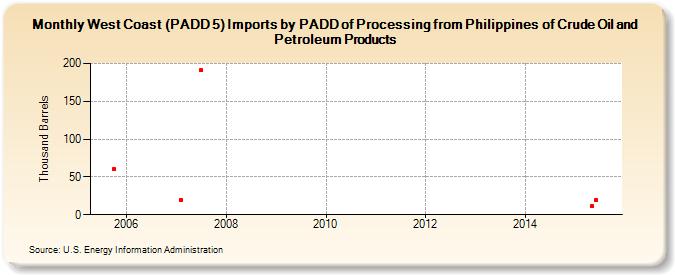 Monthly West Coast (PADD 5) Imports by PADD of Processing from Philippines of Crude Oil and
Petroleum Products
Thousand Barrels
200
150
100
50
0
2006 2008 2010 2012 2014
Source: U.S. Energy Information Administration